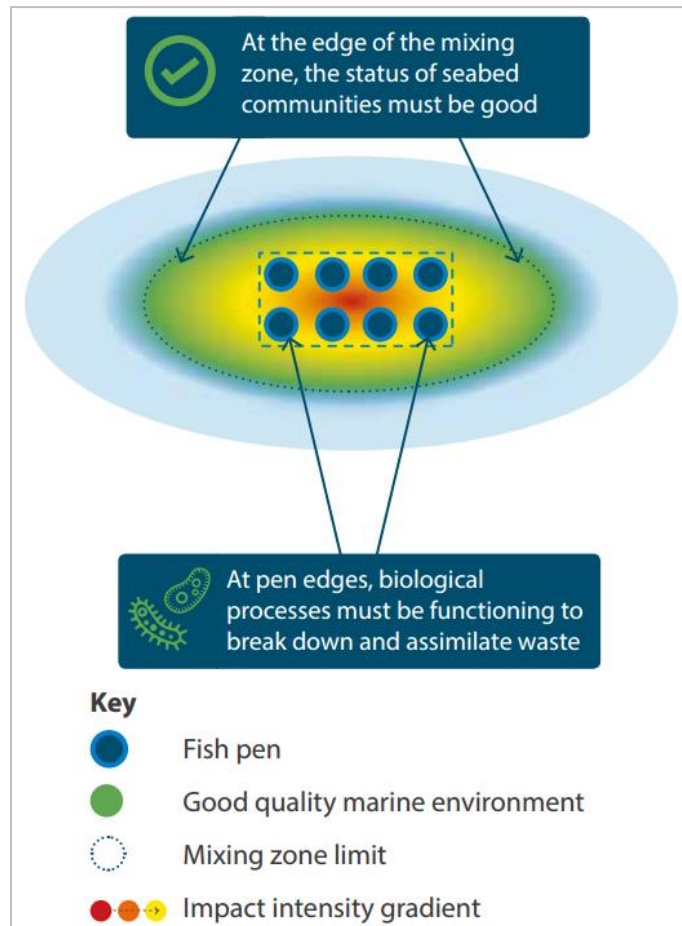 At the edge of the mixing
zone, the status of seabed
communities must be good
At pen edges, biological
processes must be functioning to
break down and assimilate waste
Key
Fish pen
Good quality marine environment
Mixing zone limit
Impact intensity gradient